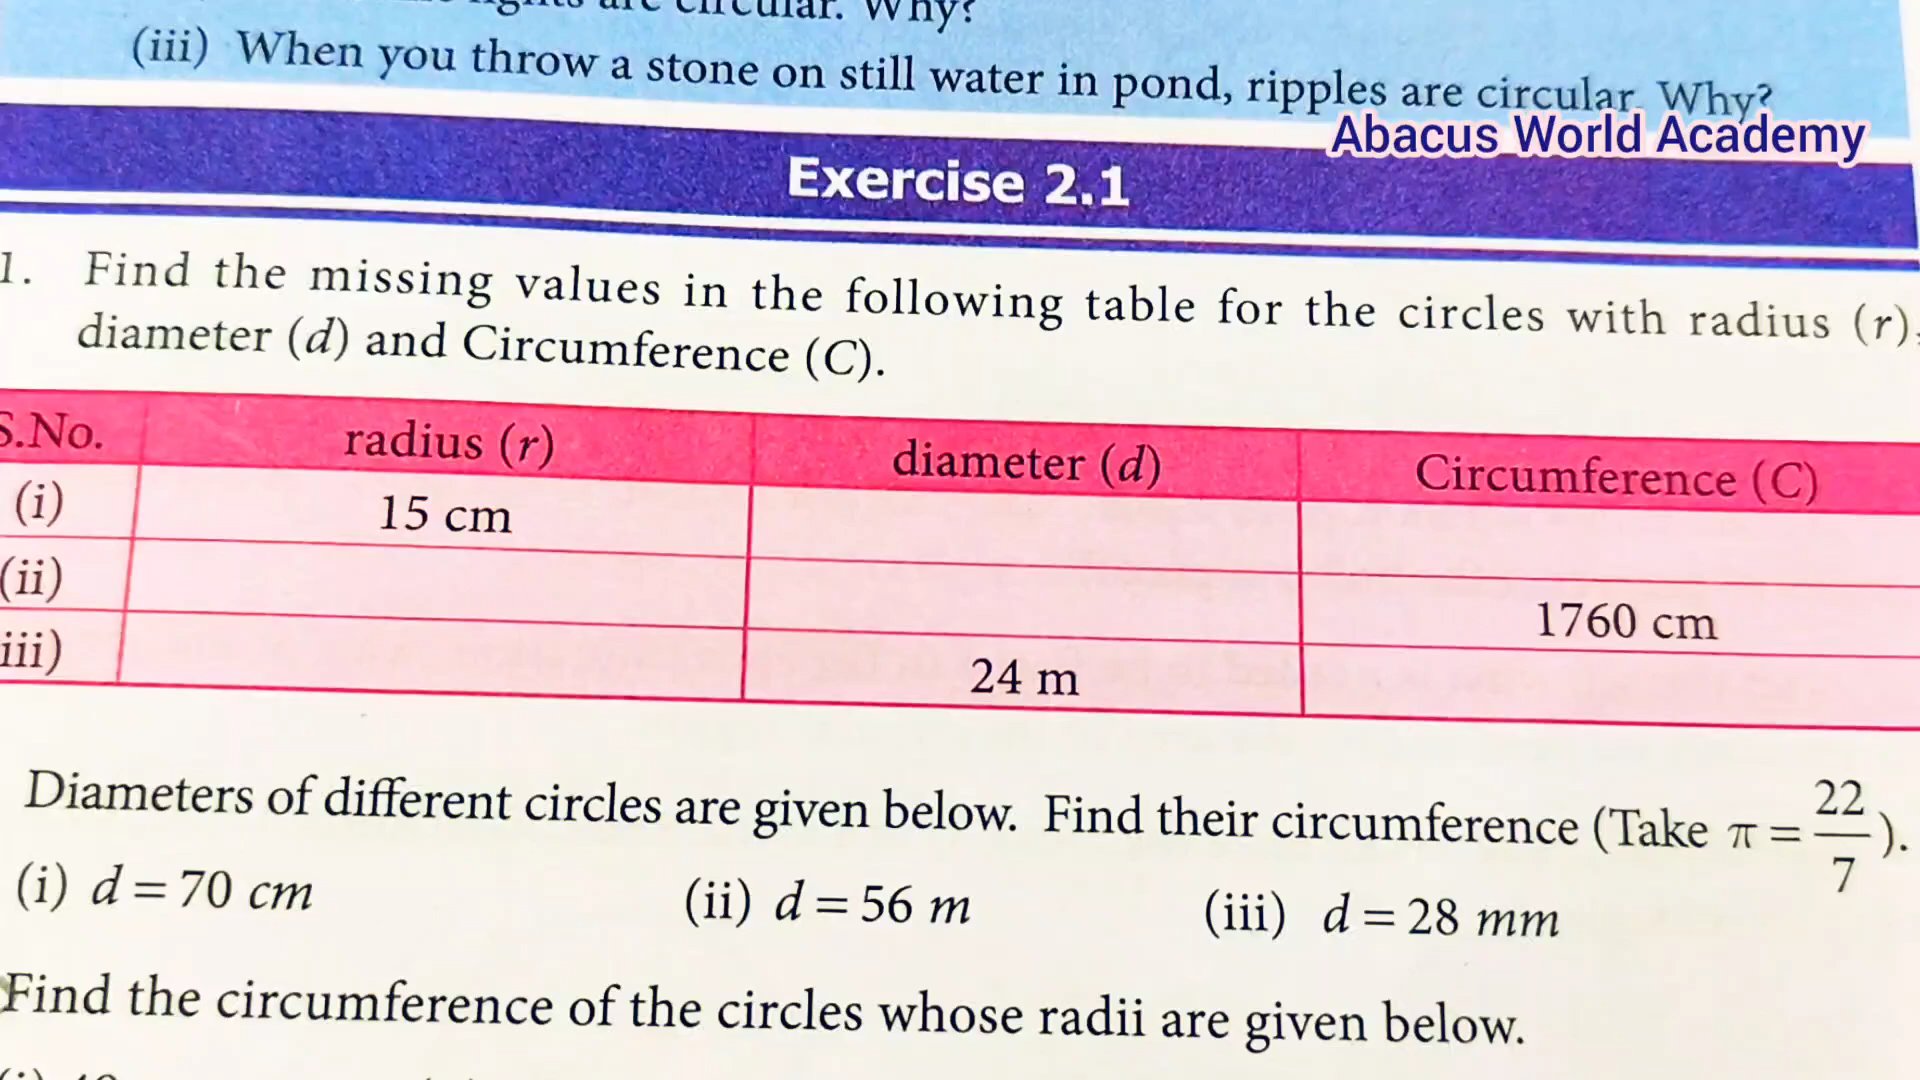 are circular. Why?
(iii) When you throw a stone on still water in pond, ripples are circular. Why?
Abacus World Academy
Exercise 2.1
1. Find the missing values in the following table for the circles with radius (r),
diameter (d) and Circumference (C).
S.No. radius (r) diameter (d) Circumference (C)
(i) 15 cm
(ii) 1760 cm
iii) 24 m
Diameters of different circles are given below. Find their circumference (Take π = 22/7).
(i) d = 70 cm (ii) d = 56 m (iii) d = 28 mm
Find the circumference of the circles whose radii are given below.